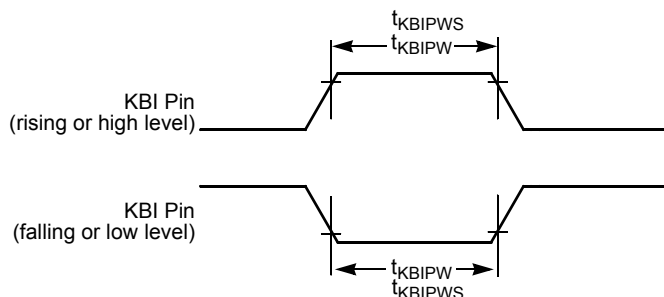 tKBIPWS
tKBIPW
KBI Pin
(rising or high level)
KBI Pin
(falling or low level)
tKBIPW
tKBIPWS